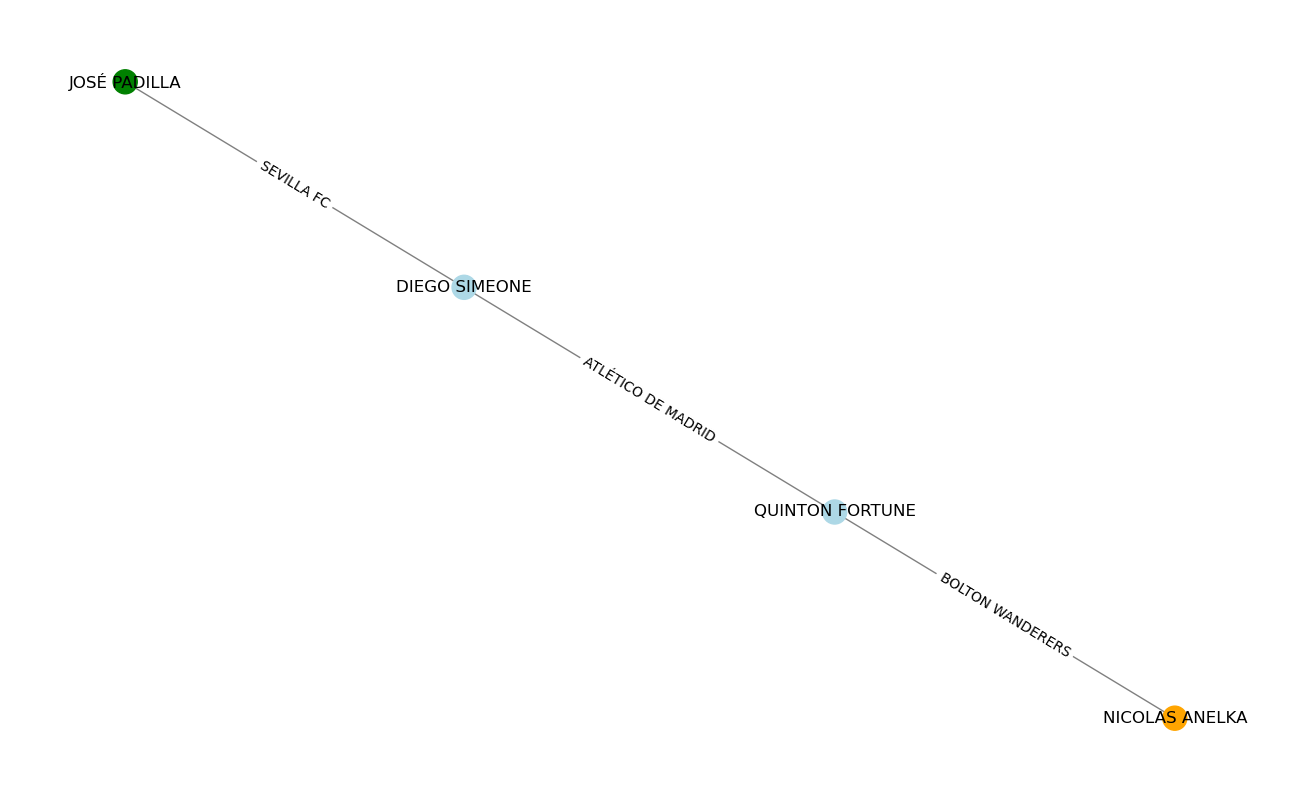 JOSÉ PADILLA
SEVILLA FC
DIEGO SIMEONE
ATLÉTICO DE MADRID
QUINTON FORTUNE
BOLTON WANDERERS
NICOLAS ANELKA